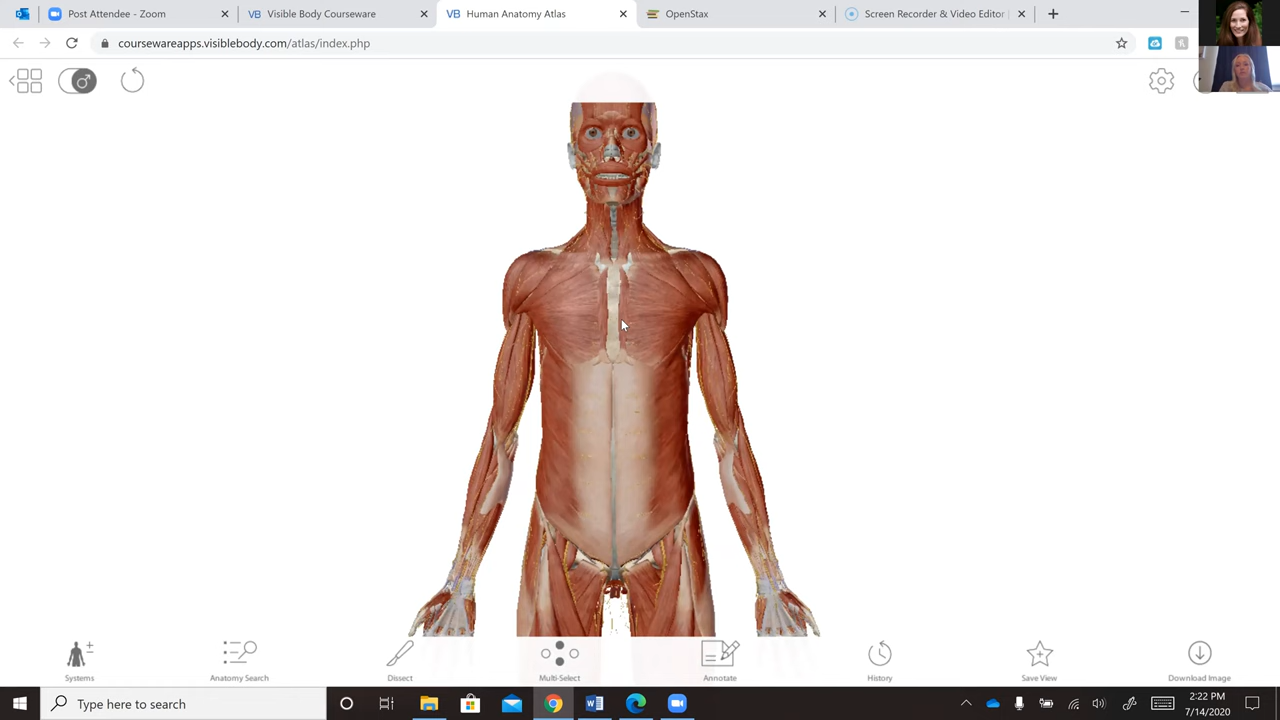 Post Attendee - Zoom
VB Visible Body Courseware
VB Human Anatomy Atlas
OpenStax
Screen Recorder & Video Editor
coursewareapps.visiblebody.com/atlas/index.php
Systems
Anatomy Search
Dissect
Multi-Select
Annotate
History
Save View
Download Image
Type here to search
2:22 PM
7/14/2020